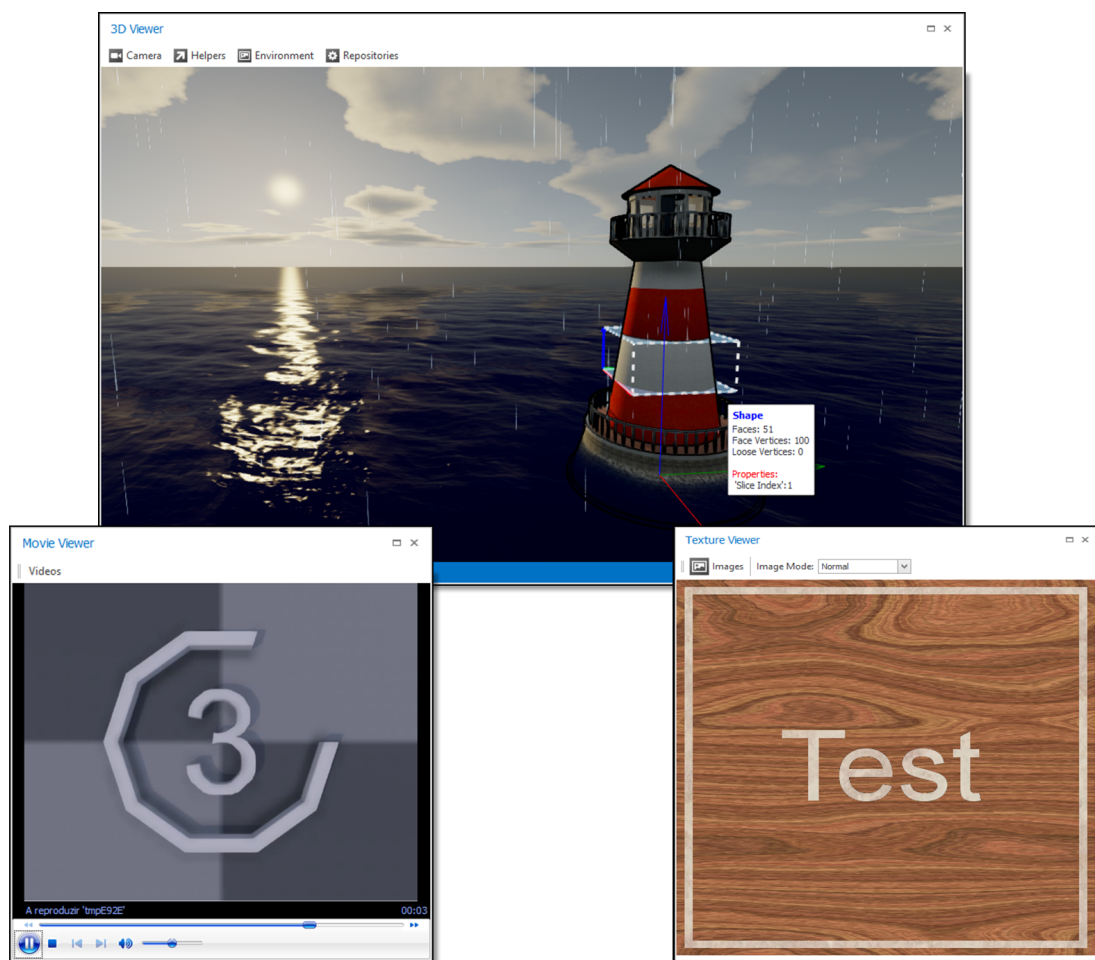 3D Viewer
Camera Helpers Environment Repositories
Shape
Faces: 51
Face Vertices: 100
Loose Vertices: 0
Properties:
'Slice Index':1
Movie Viewer
Videos
3
A reproduzir 'tmpE92E' 00:03
Texture Viewer
Images Image Mode: Normal
Test